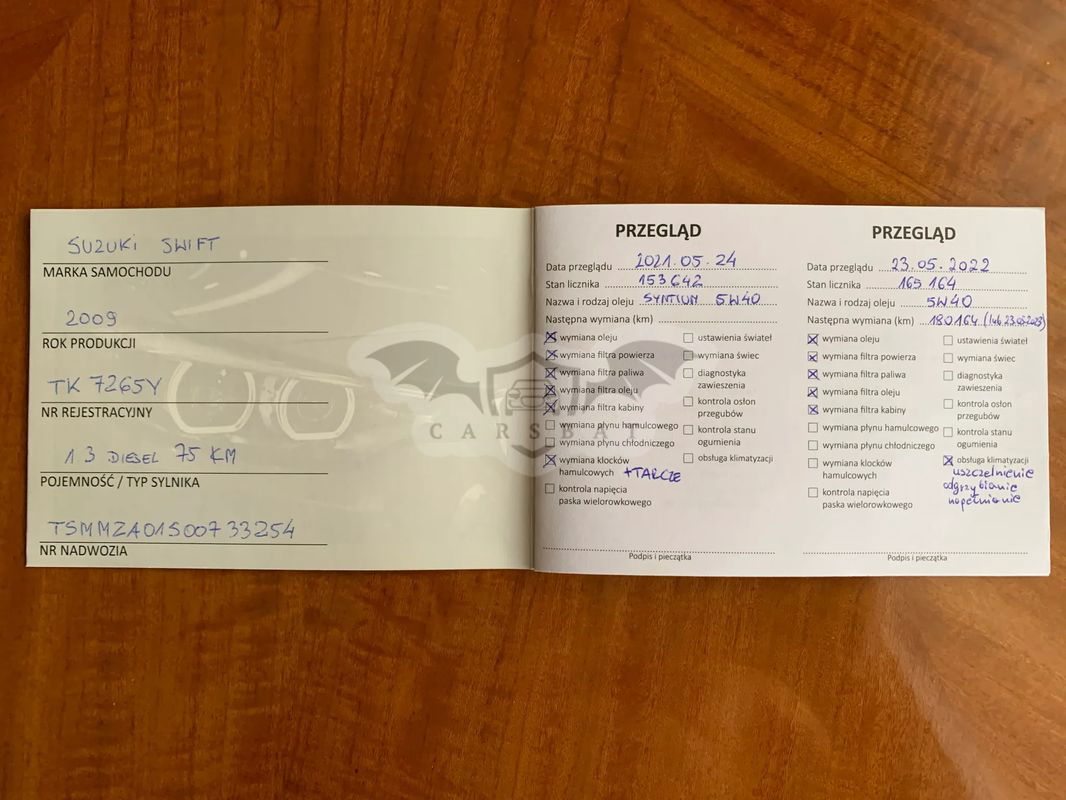 SUZUKI SWIFT
MARKA SAMOCHODU
2009
ROK PRODUKCJI
TK 7265Y
NR REJESTRACYJNY
1 3 DIESEL 75 KM
POJEMNOŚĆ / TYP SYLNIKA
TSMMZA01S00733254
NR NADWOZIA
CARSBAT
PRZEGLĄD
Data przeglądu 2021.05.24
Stan licznika 153642
Nazwa i rodzaj oleju SYNTIUM 5W40
Następna wymiana (km)
wymiana oleju
wymiana filtra powierza
wymiana filtra paliwa
wymiana filtra oleju
wymiana filtra kabiny
wymiana płynu hamulcowego
wymiana płynu chłodniczego
wymiana klocków
hamulcowych +TARCZE
kontrola napięcia
paska wielorowkowego
ustawienia świateł
wymiana świec
diagnostyka
zawieszenia
kontrola osłon
przegubów
kontrola stanu
ogumienia
obsługa klimatyzacji
Podpis i pieczątka
PRZEGLĄD
Data przeglądu 23.05.2022
Stan licznika 165 164
Nazwa i rodzaj oleju 5W40
Następna wymiana (km) 180164 (lub 23.05.2023)
wymiana oleju
wymiana filtra powierza
wymiana filtra paliwa
wymiana filtra oleju
wymiana filtra kabiny
wymiana płynu hamulcowego
wymiana płynu chłodniczego
wymiana klocków
hamulcowych
kontrola napięcia
paska wielorowkowego
ustawienia świateł
wymiana świec
diagnostyka
zawieszenia
kontrola osłon
przegubów
kontrola stanu
ogumienia
obsługa klimatyzacji
uszczelnienie
odgrzybianie
napełnianie
Podpis i pieczątka